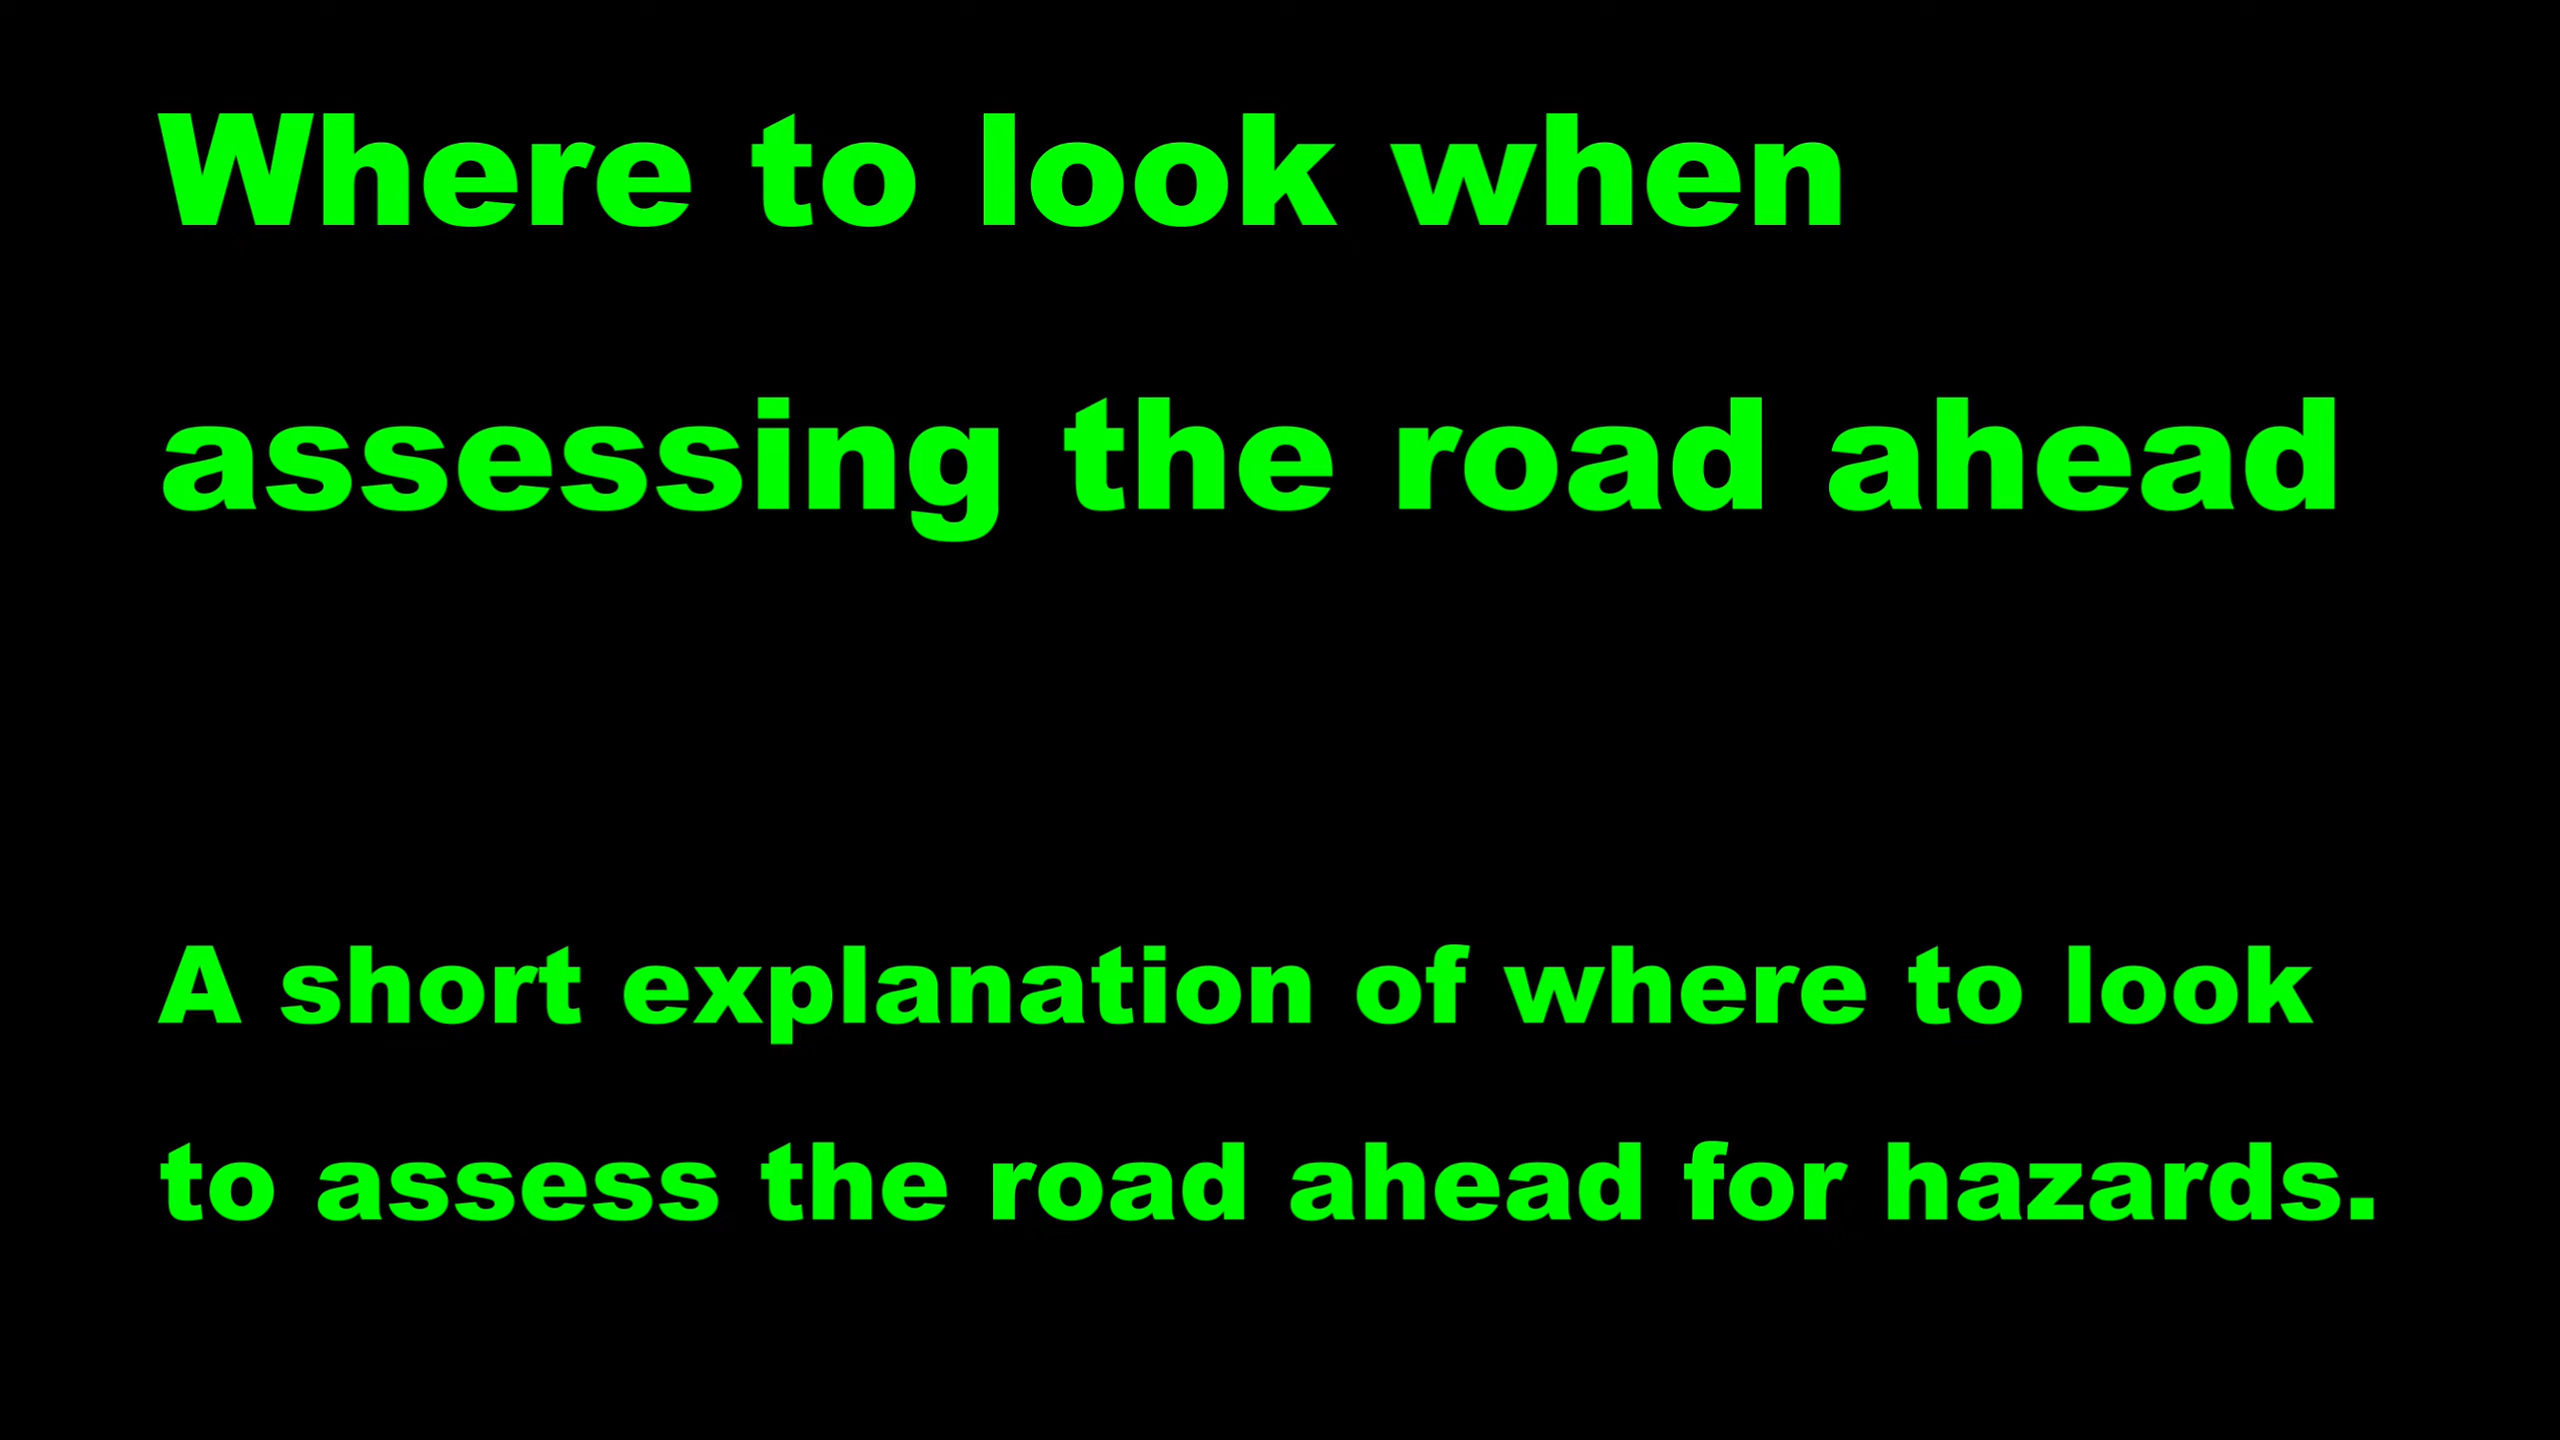 Where to look when
assessing the road ahead
A short explanation of where to look
to assess the road ahead for hazards.